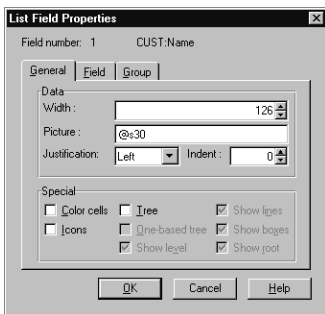 List Field Properties
Field number: 1 CUST:Name
General Field Group
Data
Width : 126
Picture : @s30
Justification: Left Indent : 0
Special
Color cells Tree Show lines
Icons One-based tree Show boxes
Show level Show root
OK Cancel Help